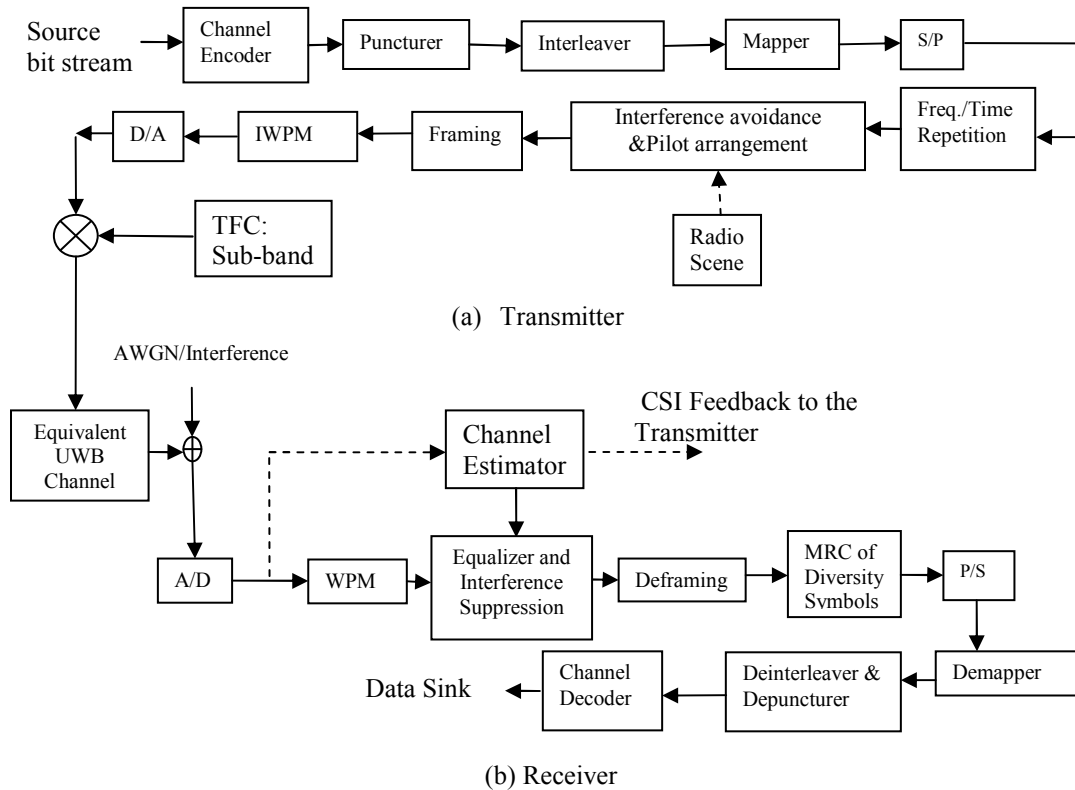 Source
bit stream
Channel
Encoder
Puncturer
Interleaver
Mapper
S/P
Freq./Time
Repetition
Interference avoidance
&Pilot arrangement
Framing
IWPM
D/A
TFC:
Sub-band
Radio
Scene
(a) Transmitter
AWGN/Interference
Equivalent
UWB
Channel
Channel
Estimator
CSI Feedback to the
Transmitter
A/D
WPM
Equalizer and
Interference
Suppression
Deframing
MRC of
Diversity
Symbols
P/S
Demapper
Deinterleaver &
Depuncturer
Channel
Decoder
Data Sink
(b) Receiver